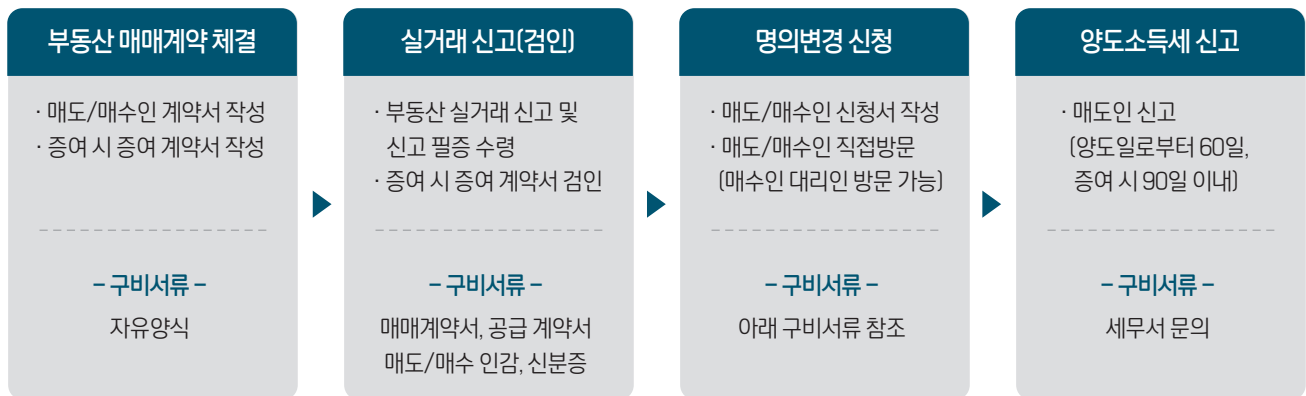 부동산 매매계약 체결
· 매도/매수인 계약서 작성
· 증여 시 증여 계약서 작성
– 구비서류 –
자유양식
실거래 신고(검인)
· 부동산 실거래 신고 및
신고 필증 수령
· 증여 시 증여 계약서 검인
– 구비서류 –
매매계약서, 공급 계약서
매도/매수 인감, 신분증
명의변경 신청
· 매도/매수인 신청서 작성
· 매도/매수인 직접방문
(매수인 대리인 방문 가능)
– 구비서류 –
아래 구비서류 참조
양도소득세 신고
· 매도인 신고
(양도일로부터 60일,
증여 시 90일 이내)
– 구비서류 –
세무서 문의